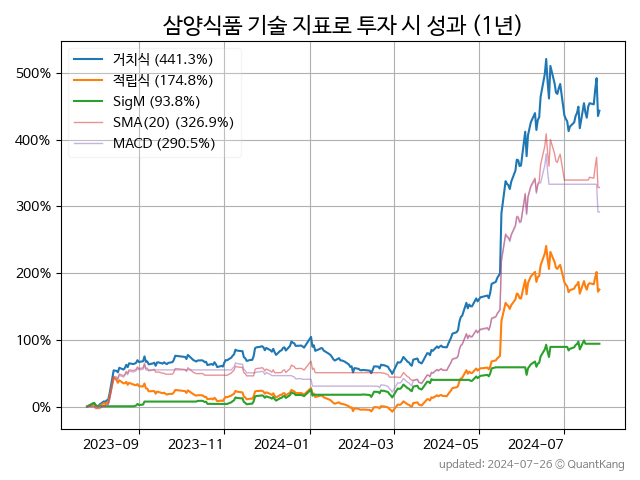 삼양식품 기술 지표로 투자 시 성과 (1년)
거치식 (441.3%)
적립식 (174.8%)
SigM (93.8%)
SMA(20) (326.9%)
MACD (290.5%)
500%
400%
300%
200%
100%
0%
2023-09 2023-11 2024-01 2024-03 2024-05 2024-07
updated: 2024-07-26 © QuantKang